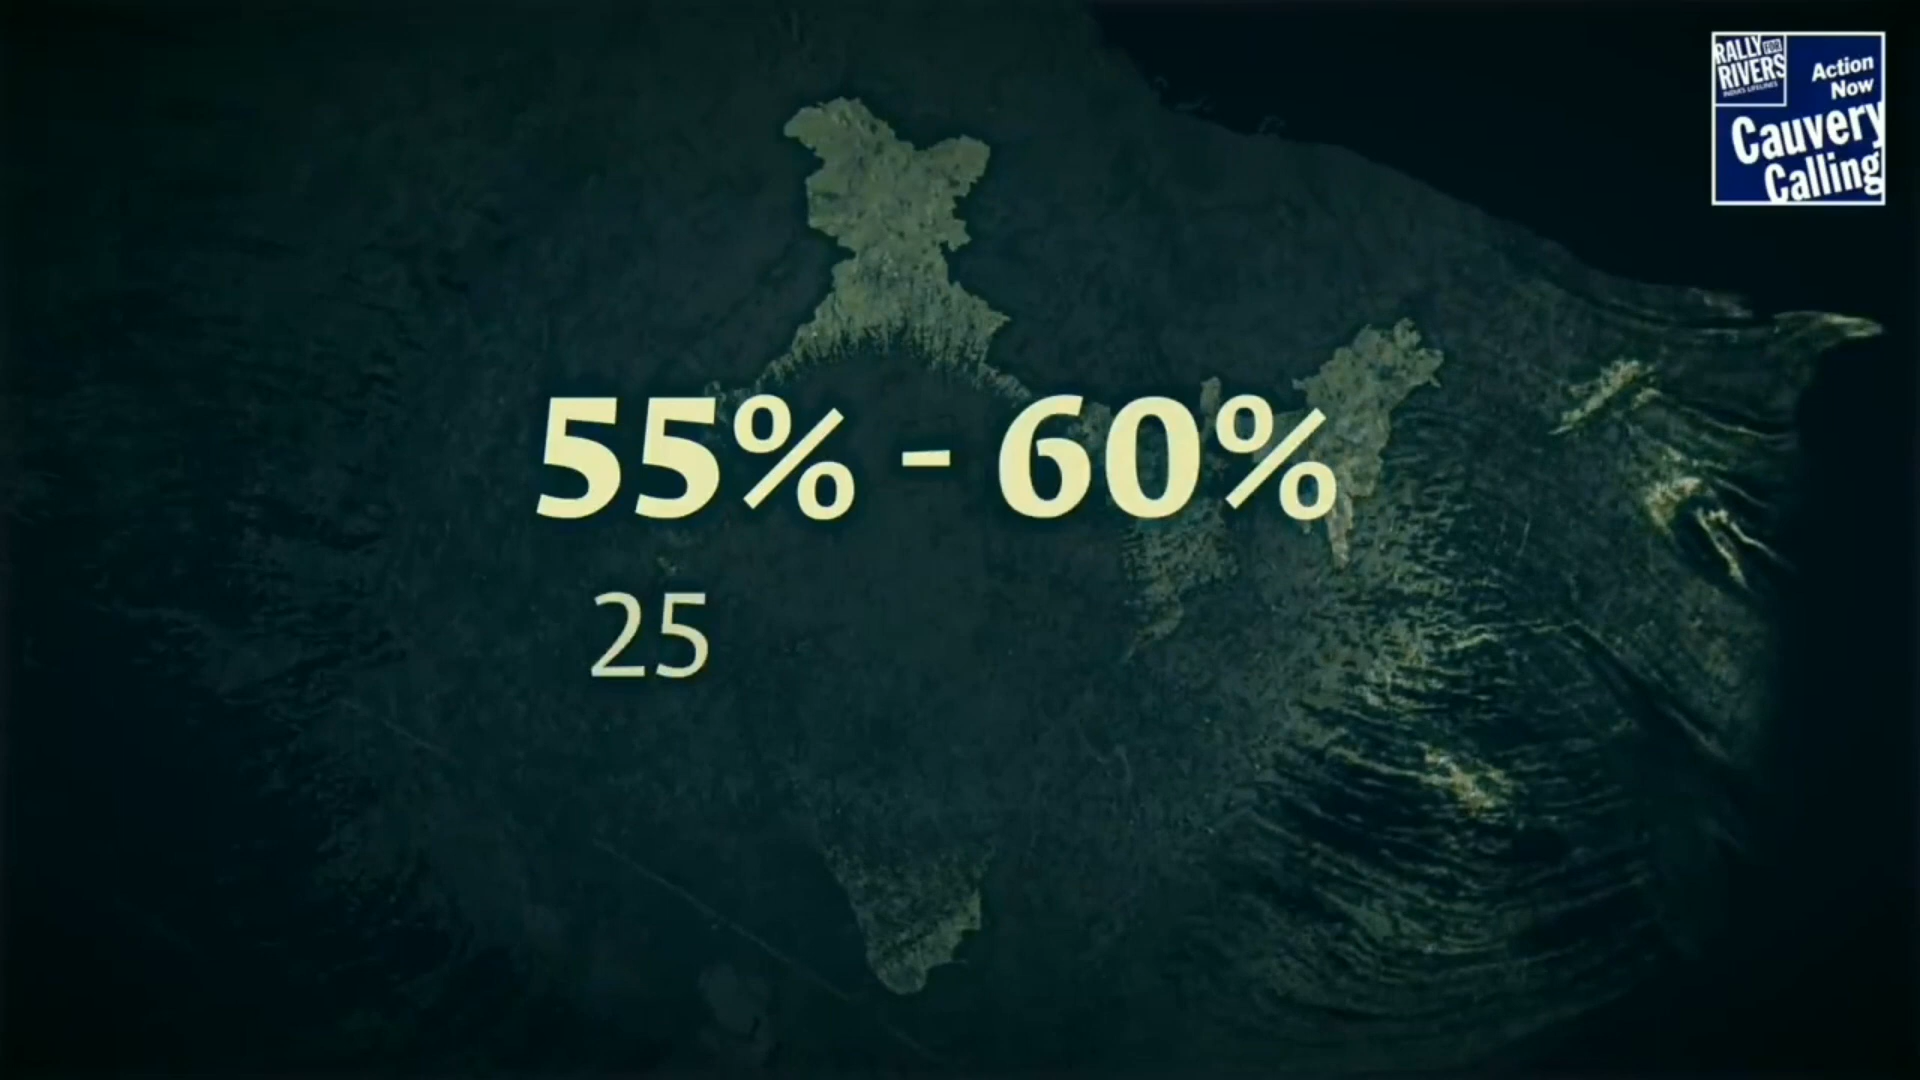 RALLY FOR
RIVERS
INDIA'S LIFELINES
Action
Now
Cauvery
Calling
55% - 60%
25